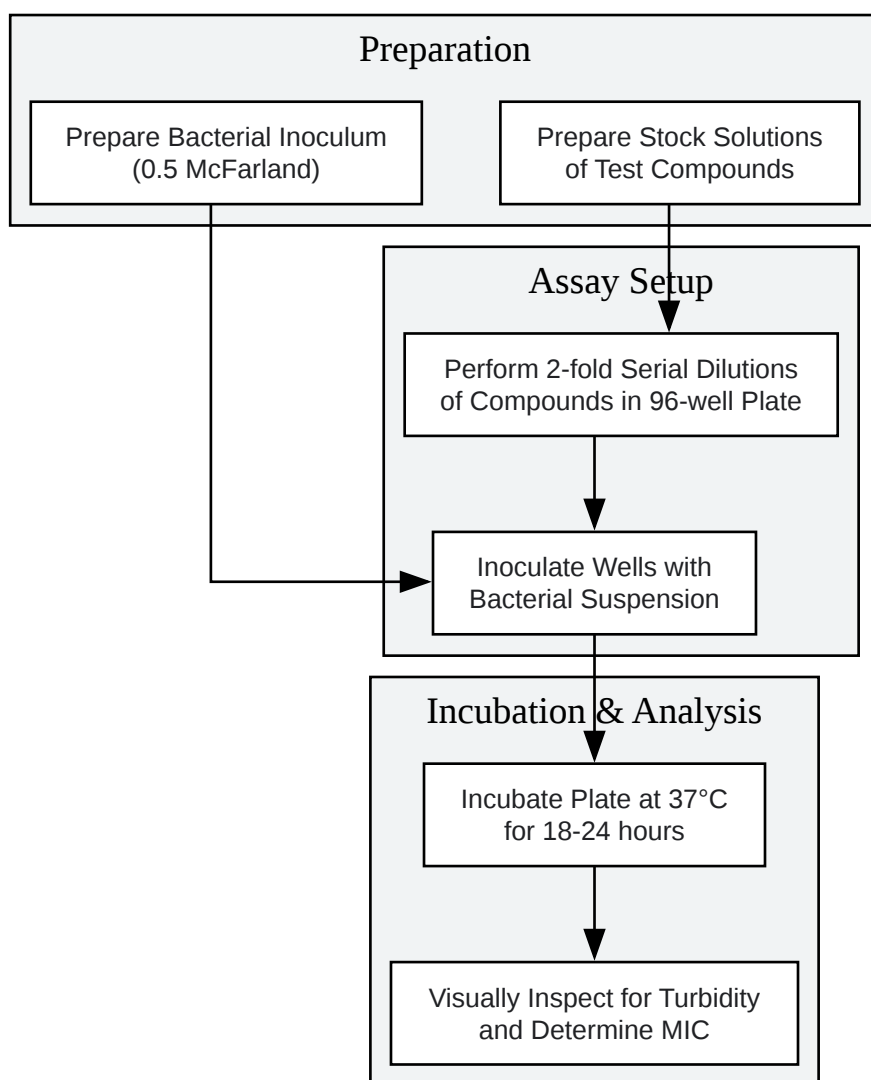 Preparation
Prepare Bacterial Inoculum
(0.5 McFarland)
Prepare Stock Solutions
of Test Compounds
Assay Setup
Perform 2-fold Serial Dilutions
of Compounds in 96-well Plate
Inoculate Wells with
Bacterial Suspension
Incubation & Analysis
Incubate Plate at 37°C
for 18-24 hours
Visually Inspect for Turbidity
and Determine MIC